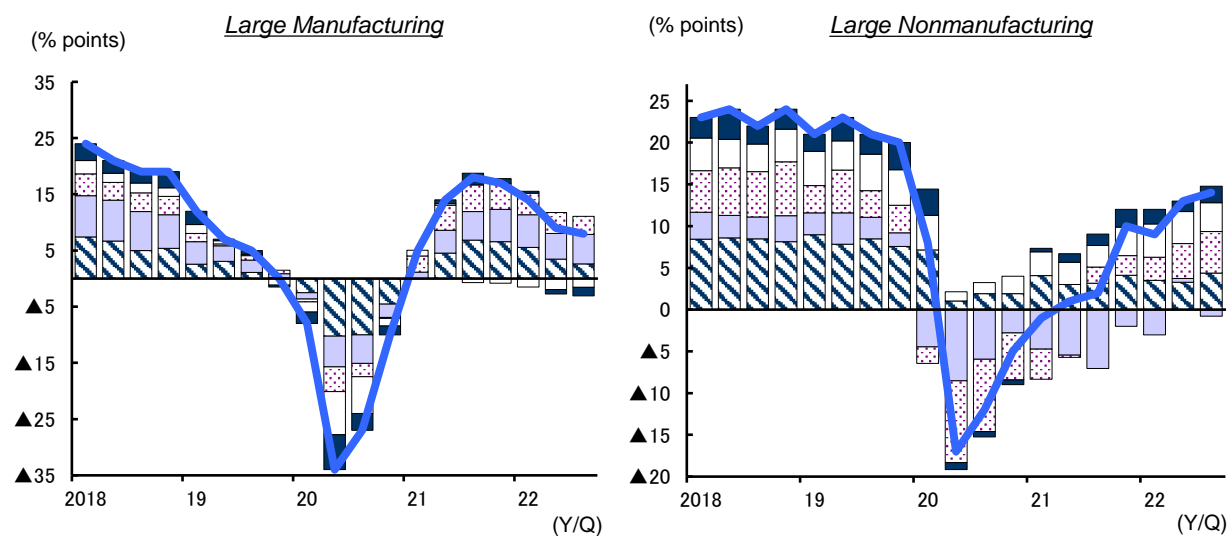 Large Manufacturing
(% points)
35
25
15
5
▲5
▲15
▲25
▲35
2018 19 20 21 22
(Y/Q)
Large Nonmanufacturing
(% points)
25
20
15
10
5
0
▲5
▲10
▲15
▲20
2018 19 20 21 22
(Y/Q)